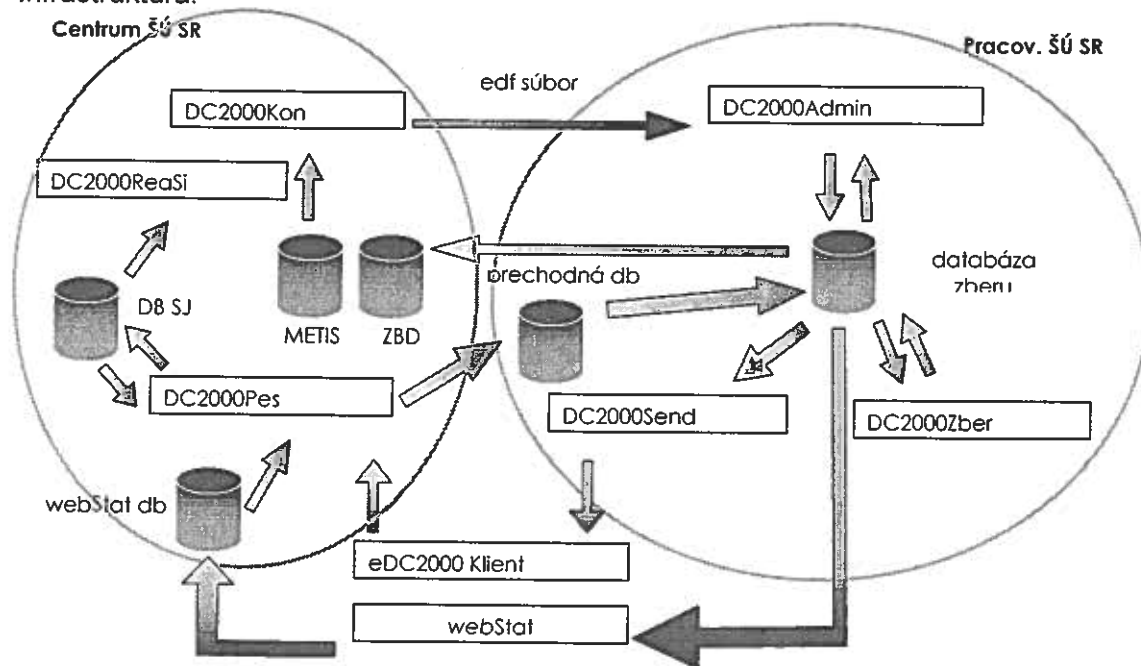 Infraštruktúra:
Centrum ŠÚ SR
Pracov. ŠÚ SR
edf súbor
DC2000Kon
DC2000Admin
DC2000ReaSi
prechodná db
databáza
zberu
DB SJ
METIS
ZBD
DC2000Pes
DC2000Send
DC2000Zber
webStat db
eDC2000 Klient
webStat